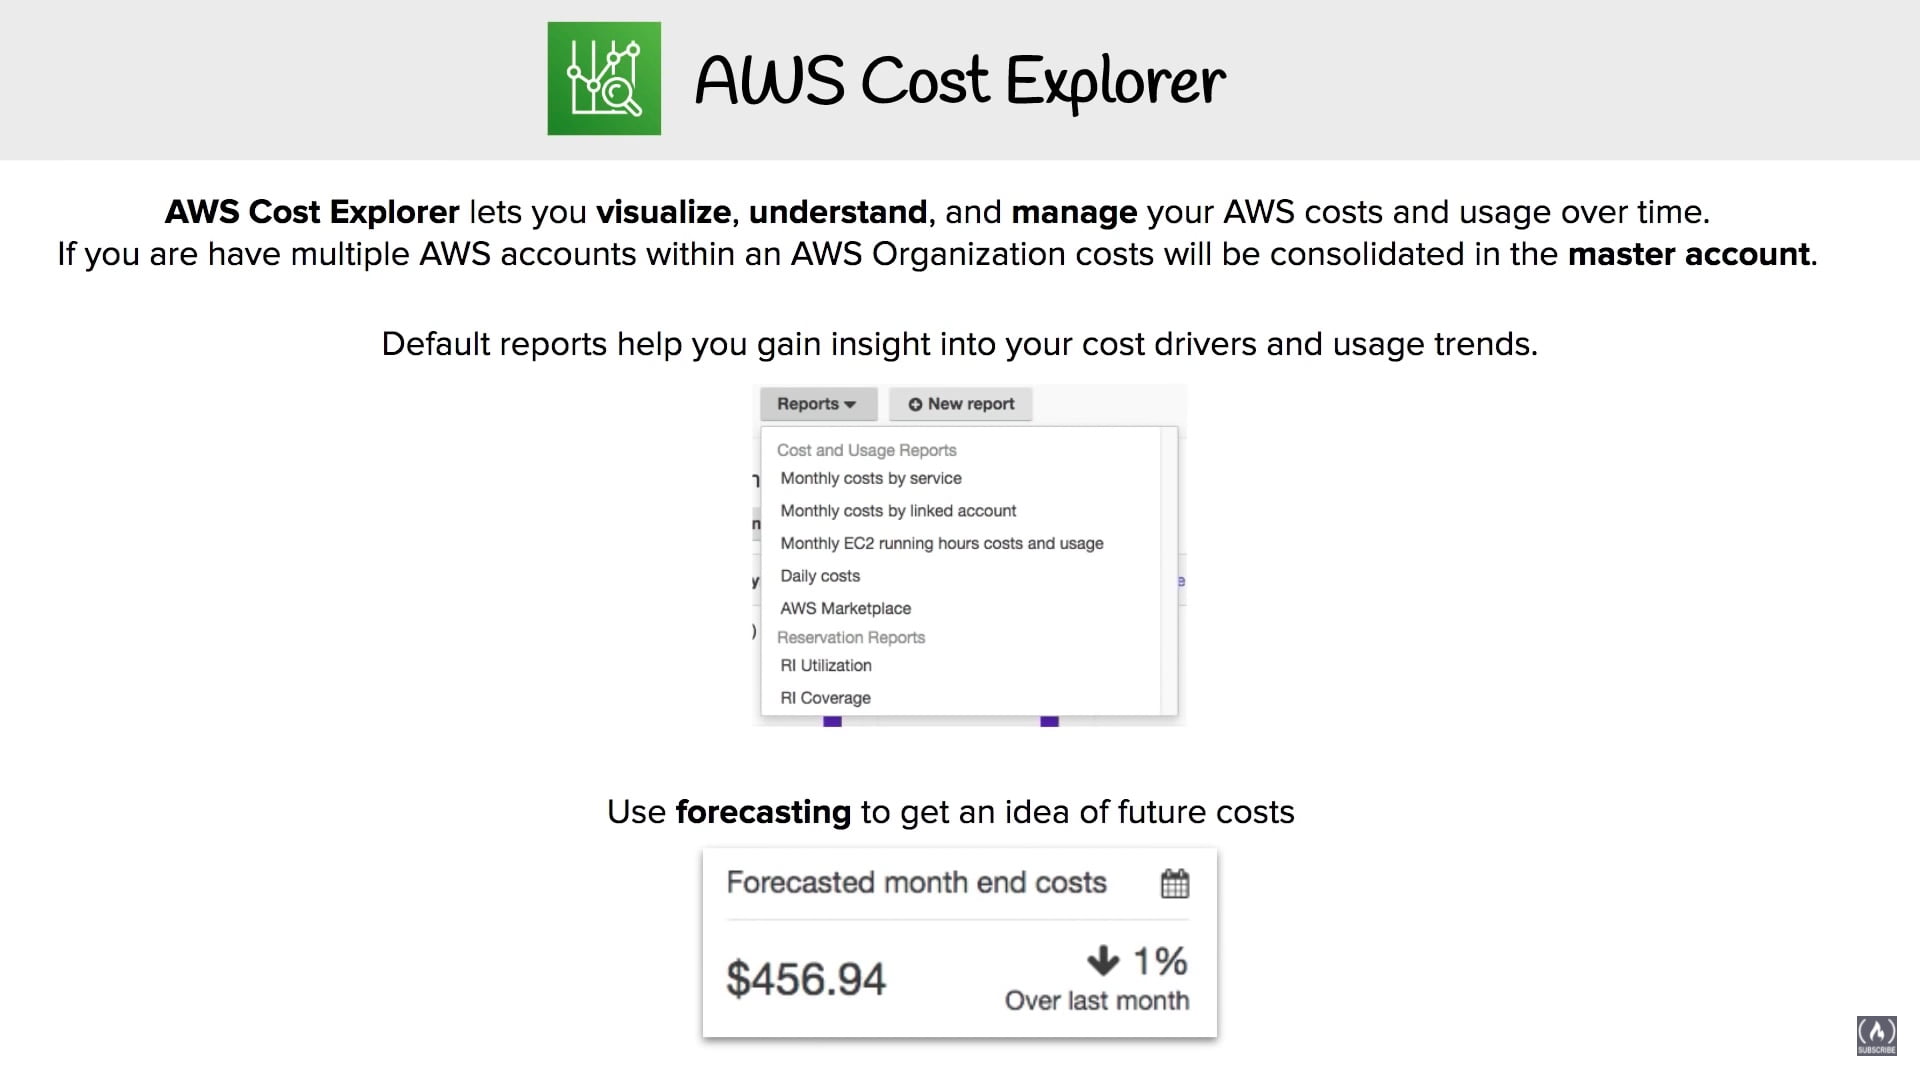 AWS Cost Explorer
AWS Cost Explorer lets you visualize, understand, and manage your AWS costs and usage over time.
If you are have multiple AWS accounts within an AWS Organization costs will be consolidated in the master account.
Default reports help you gain insight into your cost drivers and usage trends.
Reports New report
Cost and Usage Reports
Monthly costs by service
Monthly costs by linked account
Monthly EC2 running hours costs and usage
Daily costs
AWS Marketplace
Reservation Reports
RI Utilization
RI Coverage
Use forecasting to get an idea of future costs
Forecasted month end costs
$456.94
1%
Over last month
SUBSCRIBE